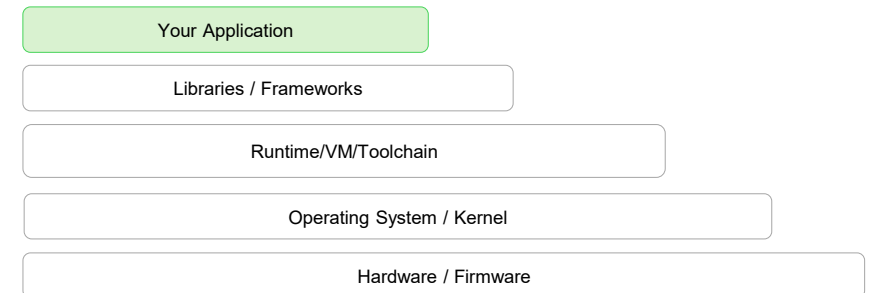 Your Application
Libraries / Frameworks
Runtime/VM/Toolchain
Operating System / Kernel
Hardware / Firmware